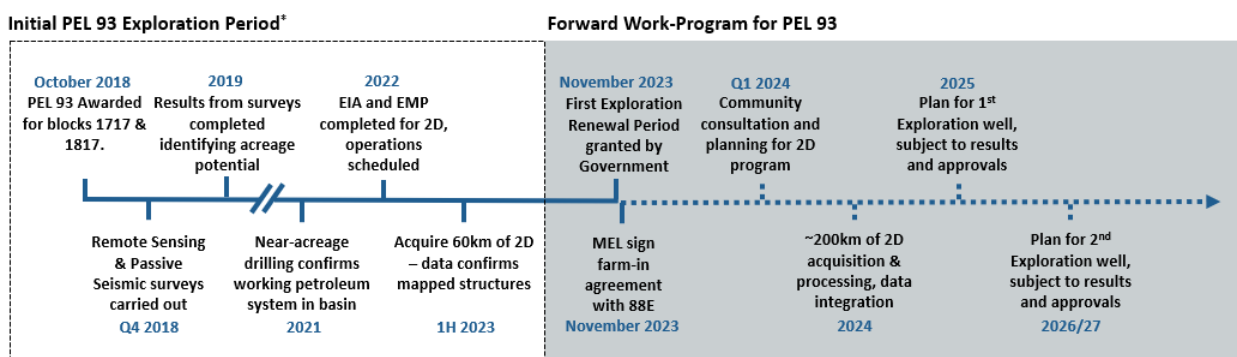 Initial PEL 93 Exploration Period*
Forward Work-Program for PEL 93
October 2018
PEL 93 Awarded
for blocks 1717 &
1817.
2019
Results from surveys
completed
identifying acreage
potential
2022
EIA and EMP
completed for 2D,
operations
scheduled
November 2023
First Exploration
Renewal Period
granted by
Government
Q1 2024
Community
consultation and
planning for 2D
program
2025
Plan for 1st
Exploration well,
subject to results
and approvals
Remote Sensing
& Passive
Seismic surveys
carried out
Q4 2018
Near-acreage
drilling confirms
working petroleum
system in basin
2021
Acquire 60km of 2D
– data confirms
mapped structures
1H 2023
MEL sign
farm-in
agreement
with 88E
November 2023
~200km of 2D
acquisition &
processing, data
integration
2024
Plan for 2nd
Exploration well,
subject to results
and approvals
2026/27